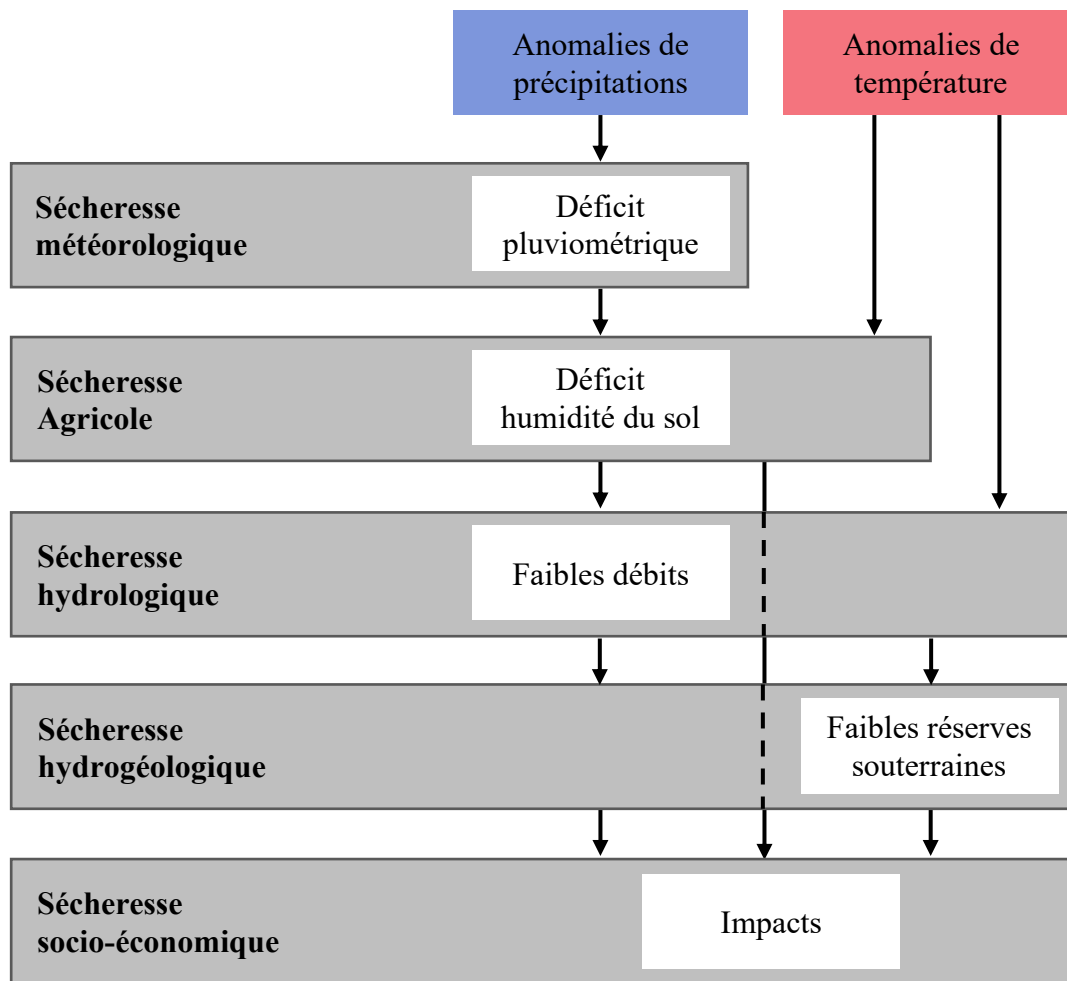 Anomalies de
précipitations
Anomalies de
température
Sécheresse
météorologique
Déficit
pluviométrique
Sécheresse
Agricole
Déficit
humidité du sol
Sécheresse
hydrologique
Faibles débits
Sécheresse
hydrogéologique
Faibles réserves
souterraines
Sécheresse
socio-économique
Impacts